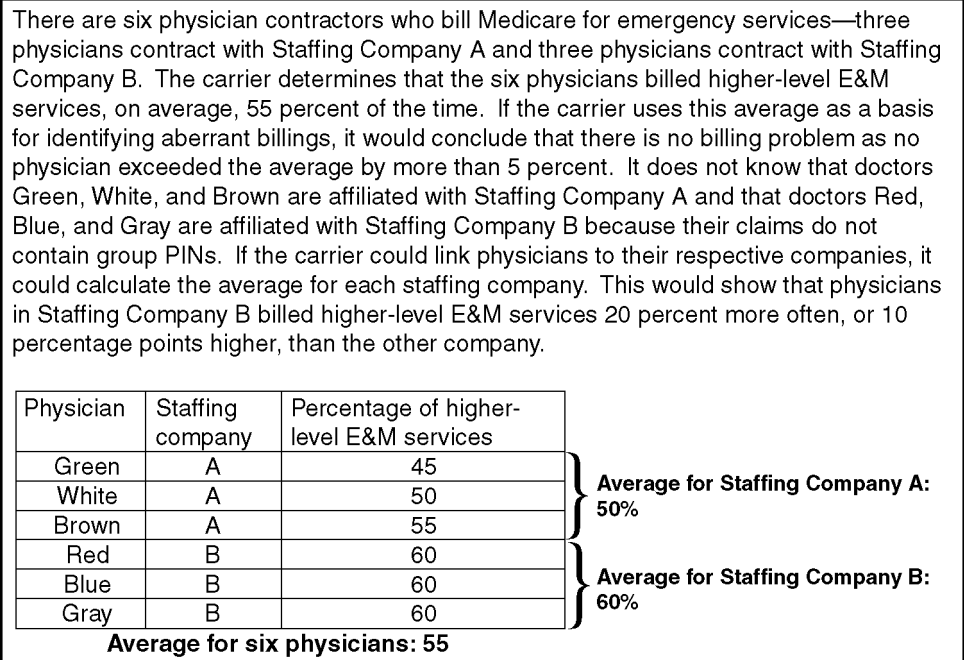 There are six physician contractors who bill Medicare for emergency services—three
physicians contract with Staffing Company A and three physicians contract with Staffing
Company B. The carrier determines that the six physicians billed higher-level E&M
services, on average, 55 percent of the time. If the carrier uses this average as a basis
for identifying aberrant billings, it would conclude that there is no billing problem as no
physician exceeded the average by more than 5 percent. It does not know that doctors
Green, White, and Brown are affiliated with Staffing Company A and that doctors Red,
Blue, and Gray are affiliated with Staffing Company B because their claims do not
contain group PINs. If the carrier could link physicians to their respective companies, it
could calculate the average for each staffing company. This would show that physicians
in Staffing Company B billed higher-level E&M services 20 percent more often, or 10
percentage points higher, than the other company.
Physician Staffing Percentage of higher-
company level E&M services
Green A 45
White A 50
Brown A 55
Average for Staffing Company A:
50%
Red B 60
Blue B 60
Gray B 60
Average for Staffing Company B:
60%
Average for six physicians: 55